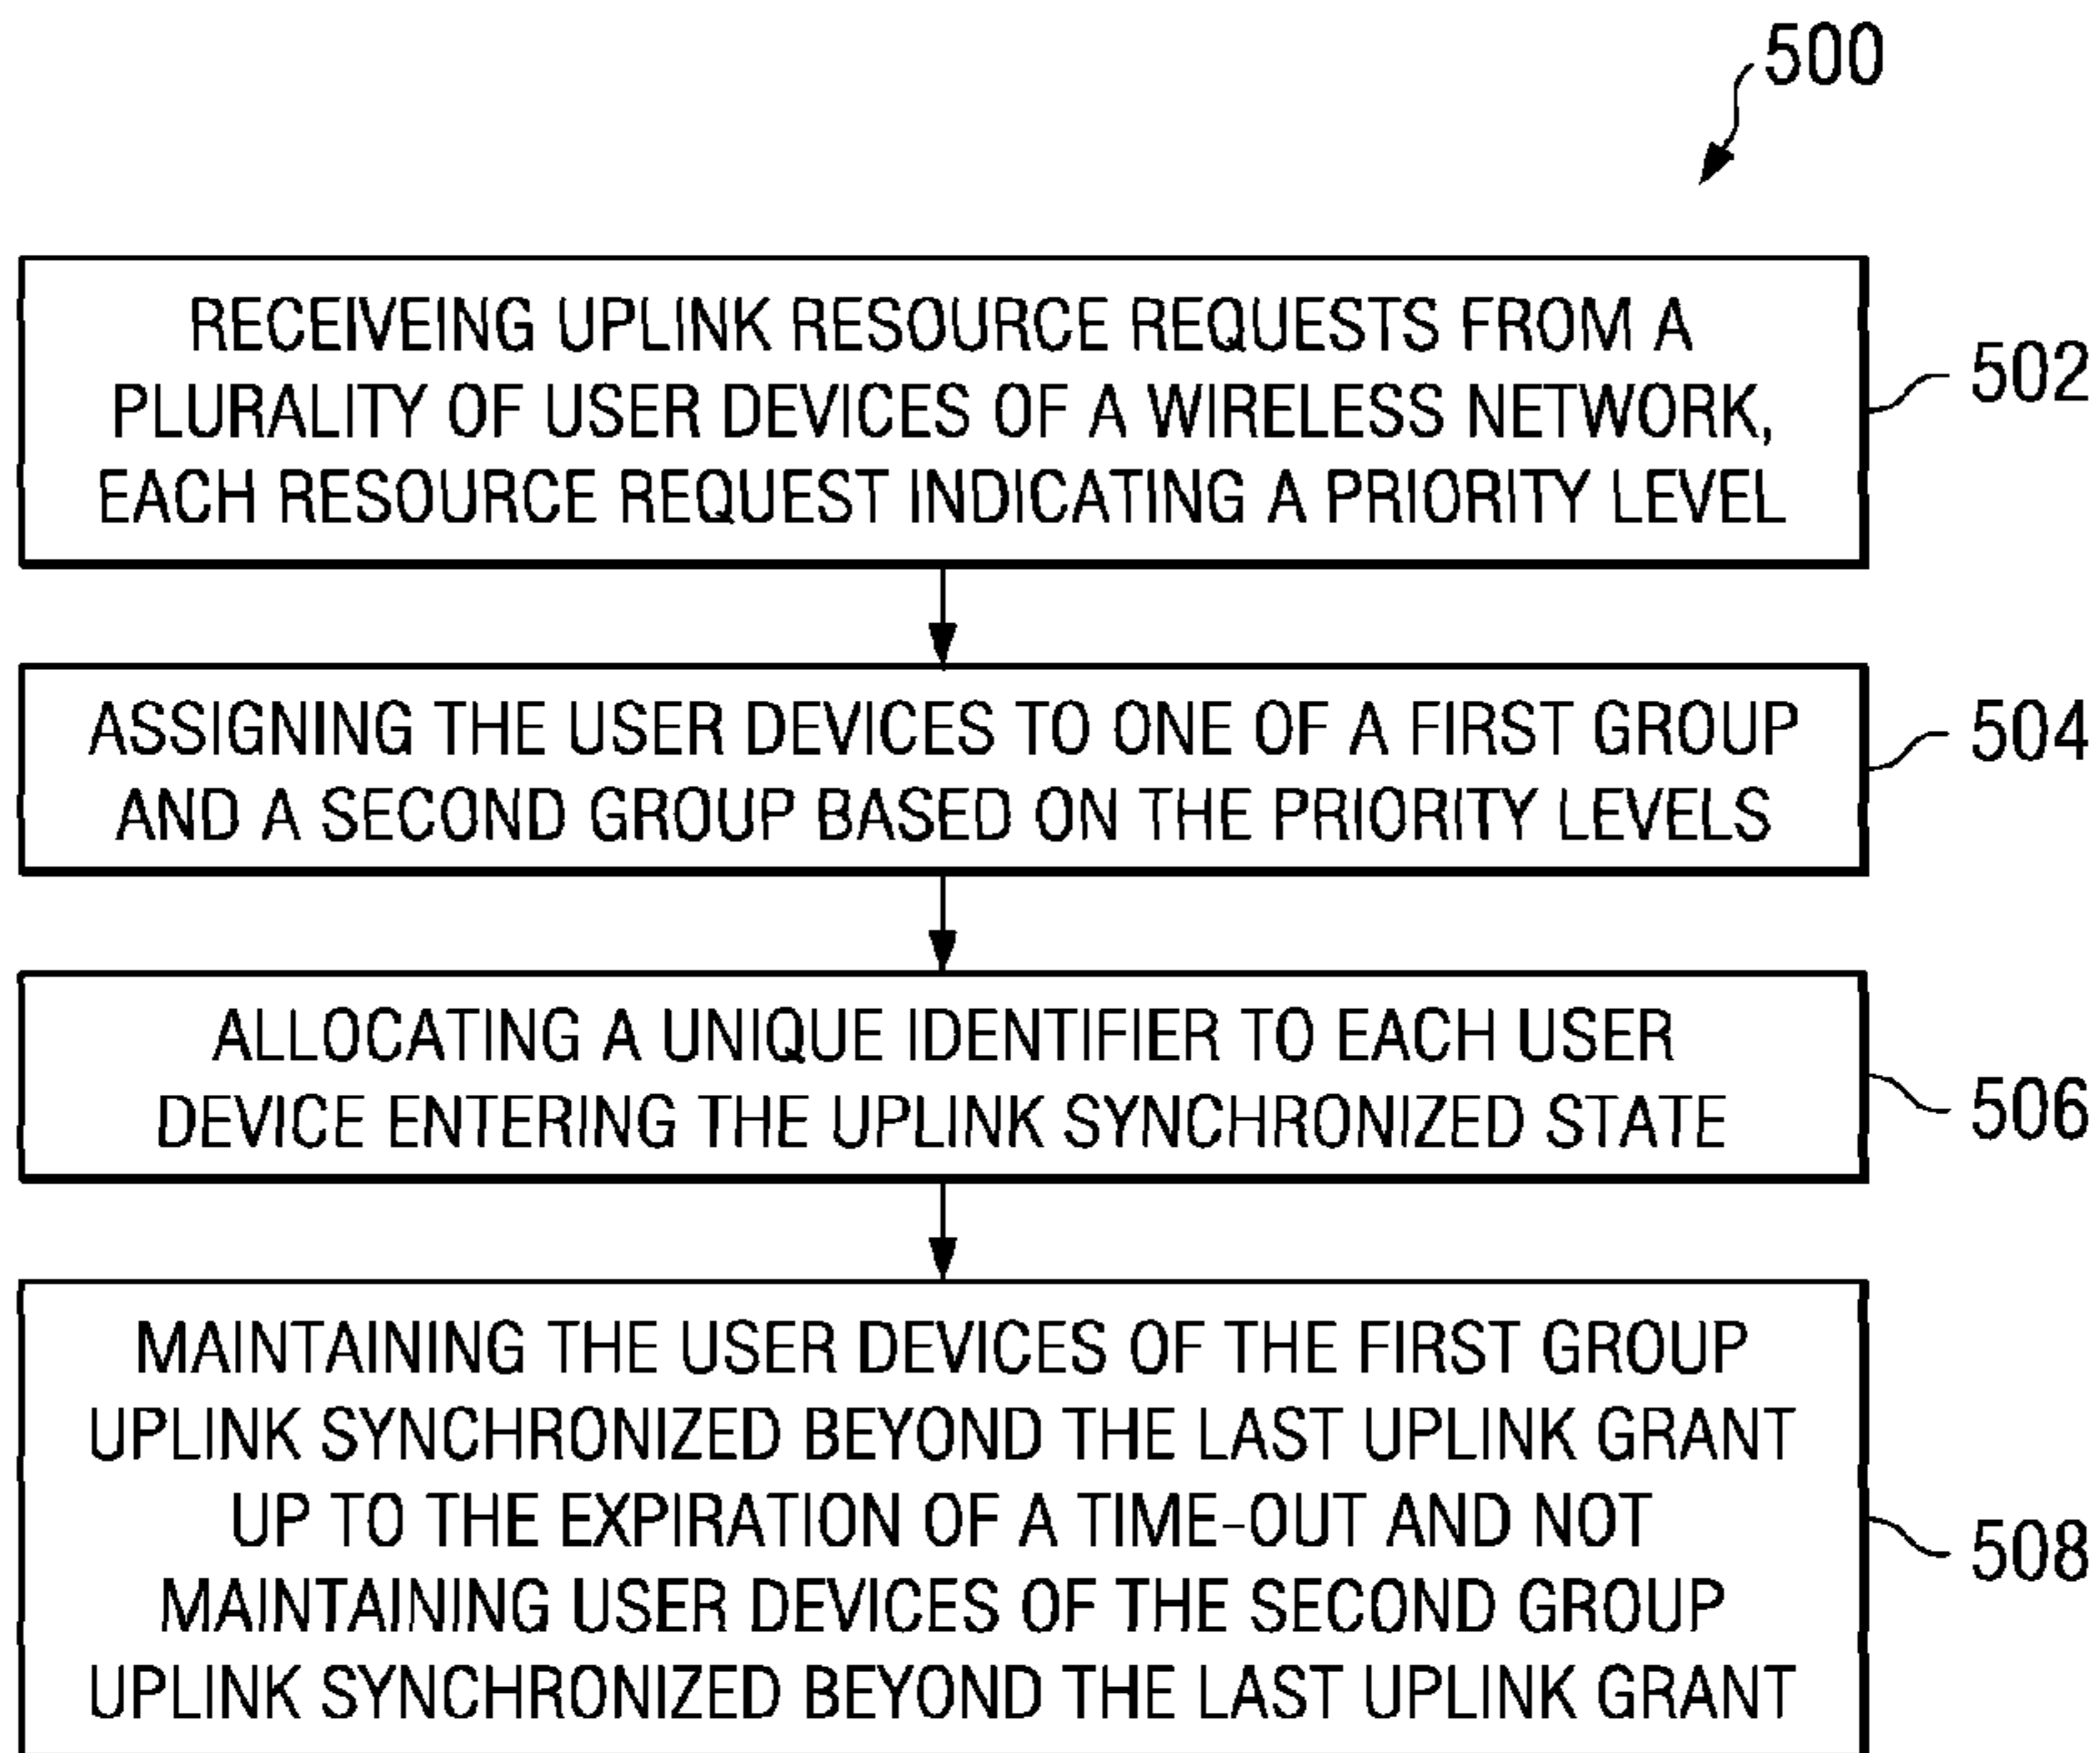 500
RECEIVEING UPLINK RESOURCE REQUESTS FROM A
PLURALITY OF USER DEVICES OF A WIRELESS NETWORK,
EACH RESOURCE REQUEST INDICATING A PRIORITY LEVEL
502
ASSIGNING THE USER DEVICES TO ONE OF A FIRST GROUP
AND A SECOND GROUP BASED ON THE PRIORITY LEVELS
504
ALLOCATING A UNIQUE IDENTIFIER TO EACH USER
DEVICE ENTERING THE UPLINK SYNCHRONIZED STATE
506
MAINTAINING THE USER DEVICES OF THE FIRST GROUP
UPLINK SYNCHRONIZED BEYOND THE LAST UPLINK GRANT
UP TO THE EXPIRATION OF A TIME-OUT AND NOT
MAINTAINING USER DEVICES OF THE SECOND GROUP
UPLINK SYNCHRONIZED BEYOND THE LAST UPLINK GRANT
508